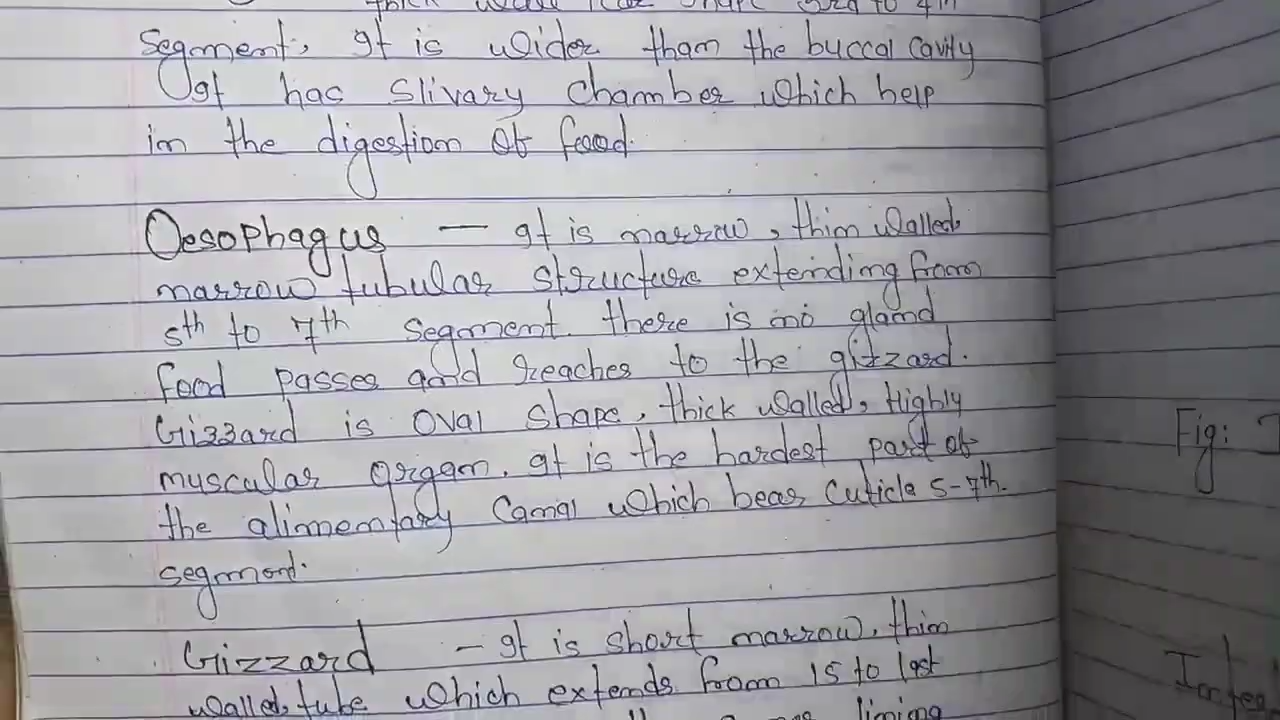 thick wall
Segment, It is wider than the buccal cavity
It has Slivary Chamber which help
in the digestion of food.
Oesophagus — It is narrow, thin walled
narrow tubular structure extending from
5th to 7th Segment. there is no gland
food passes and reaches to the gizzard.
Gizzard is oval shape, thick walled, Highly
muscular organ. It is the hardest part of
the alimentary Canal which bear Cuticle 5-7th.
segment.
Gizzard — It is short narrow, thin
walled tube which extends from 15 to last
lining
Fig: